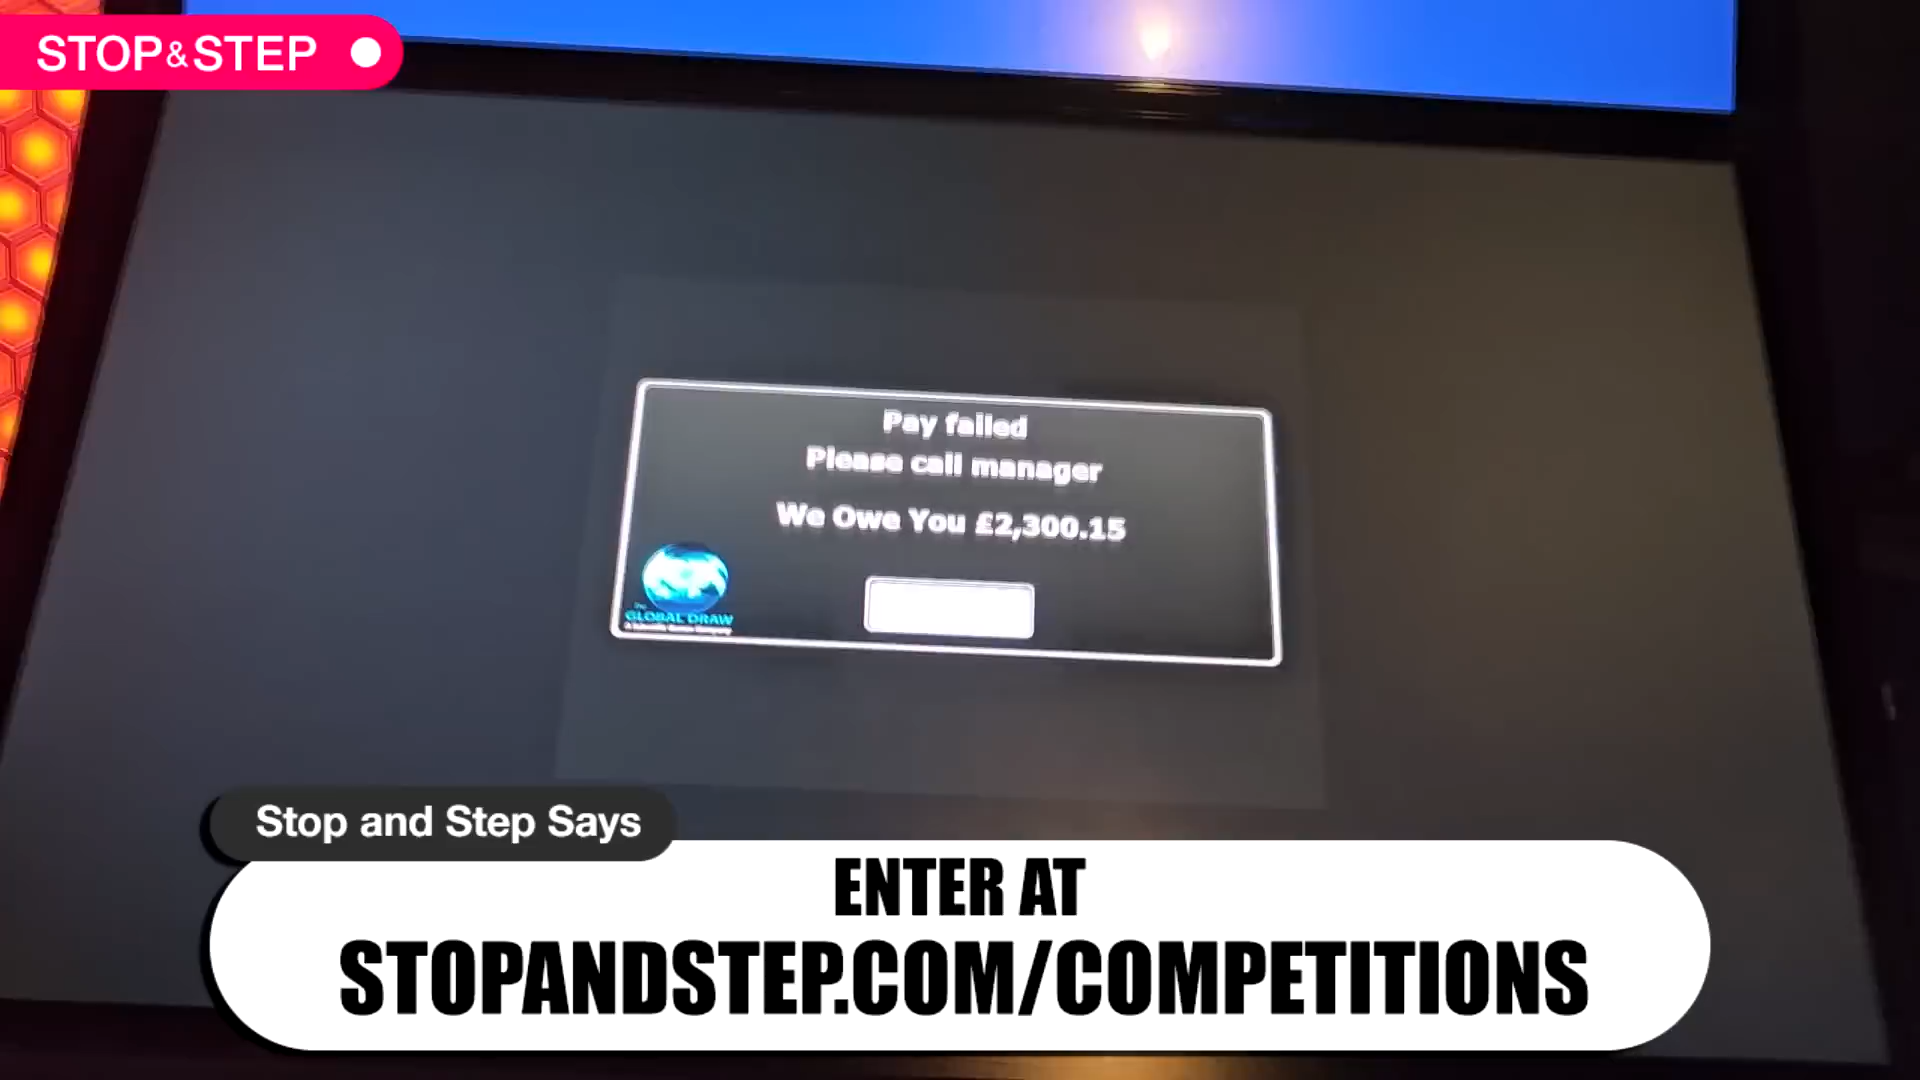 STOP&STEP
Pay failed
Please call manager
We Owe You £2,300.15
The
GLOBAL DRAW
Stop and Step Says
ENTER AT
STOPANDSTEP.COM/COMPETITIONS